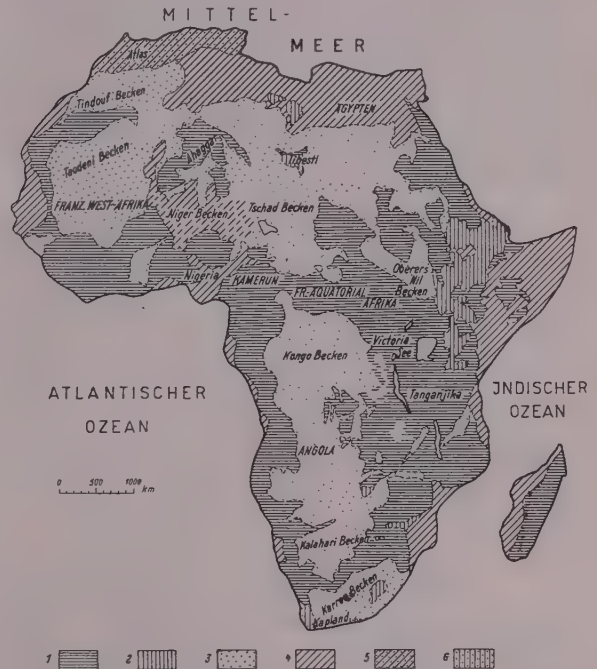 MITTEL-
MEER
Atlas
Tindouf Becken
ÄGYPTEN
Taudeni Becken
Ahaggar
Tibesti
FRANZ. WEST-AFRIKA
Niger Becken
Tschad Becken
Nigeria
KAMERUN
Oberers
Nil
Becken
FR-ÄQUATORIAL
AFRIKA
Victoria
See
Kongo Becken
ATLANTISCHER
OZEAN
Tanganjika
JNDISCHER
OZEAN
ANGOLA
0 500 1000
km
Kalahari Becken
Karroo Becken
Kapland
1 2 3 4 5 6